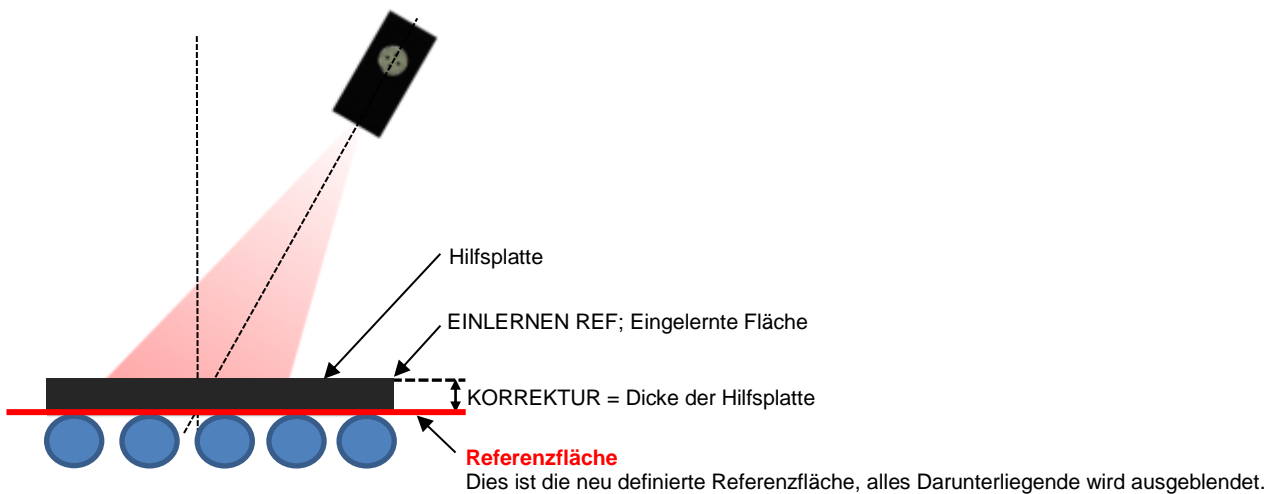 Hilfsplatte
EINLERNEN REF; Eingelernte Fläche
KORREKTUR = Dicke der Hilfsplatte
Referenzfläche
Dies ist die neu definierte Referenzfläche, alles Darunterliegende wird ausgeblendet.